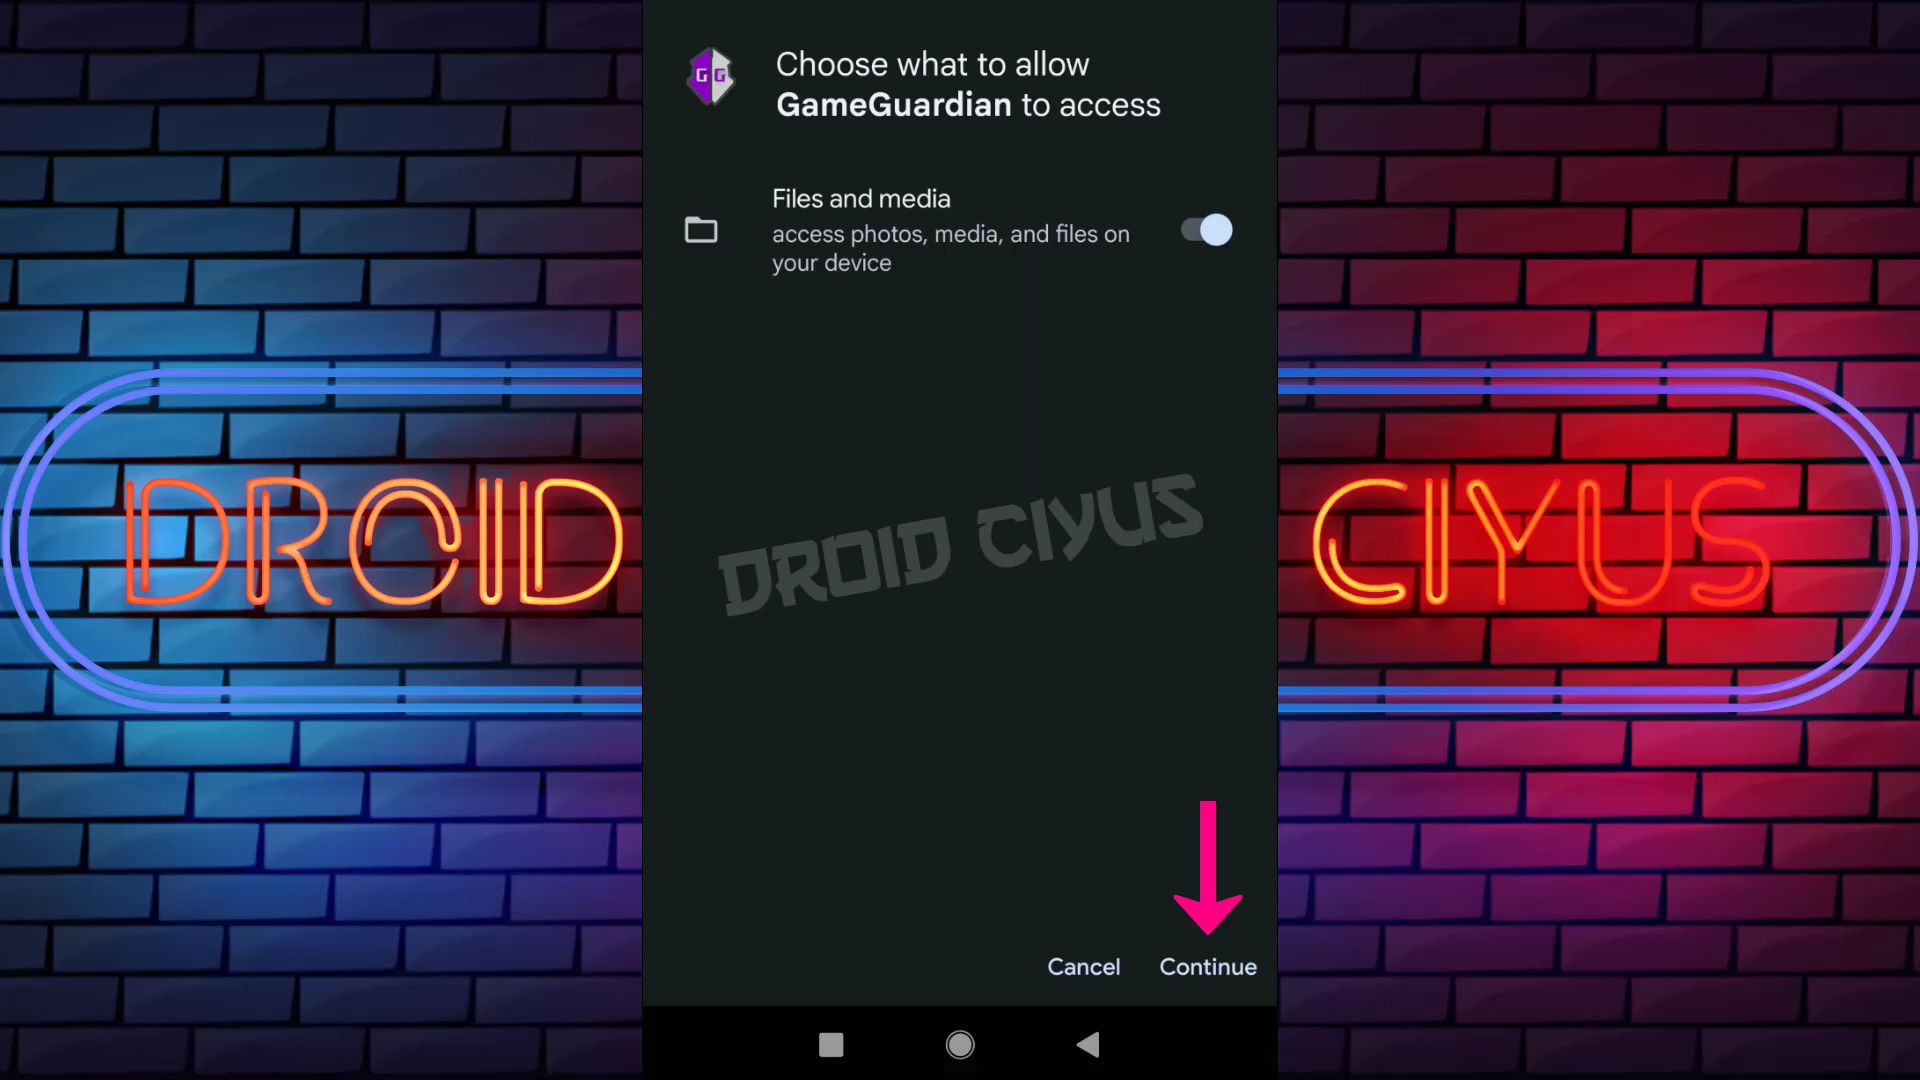 GG
Choose what to allow
GameGuardian to access
Files and media
access photos, media, and files on
your device
DROID CIYUS
DROID
CIYUS
Cancel
Continue